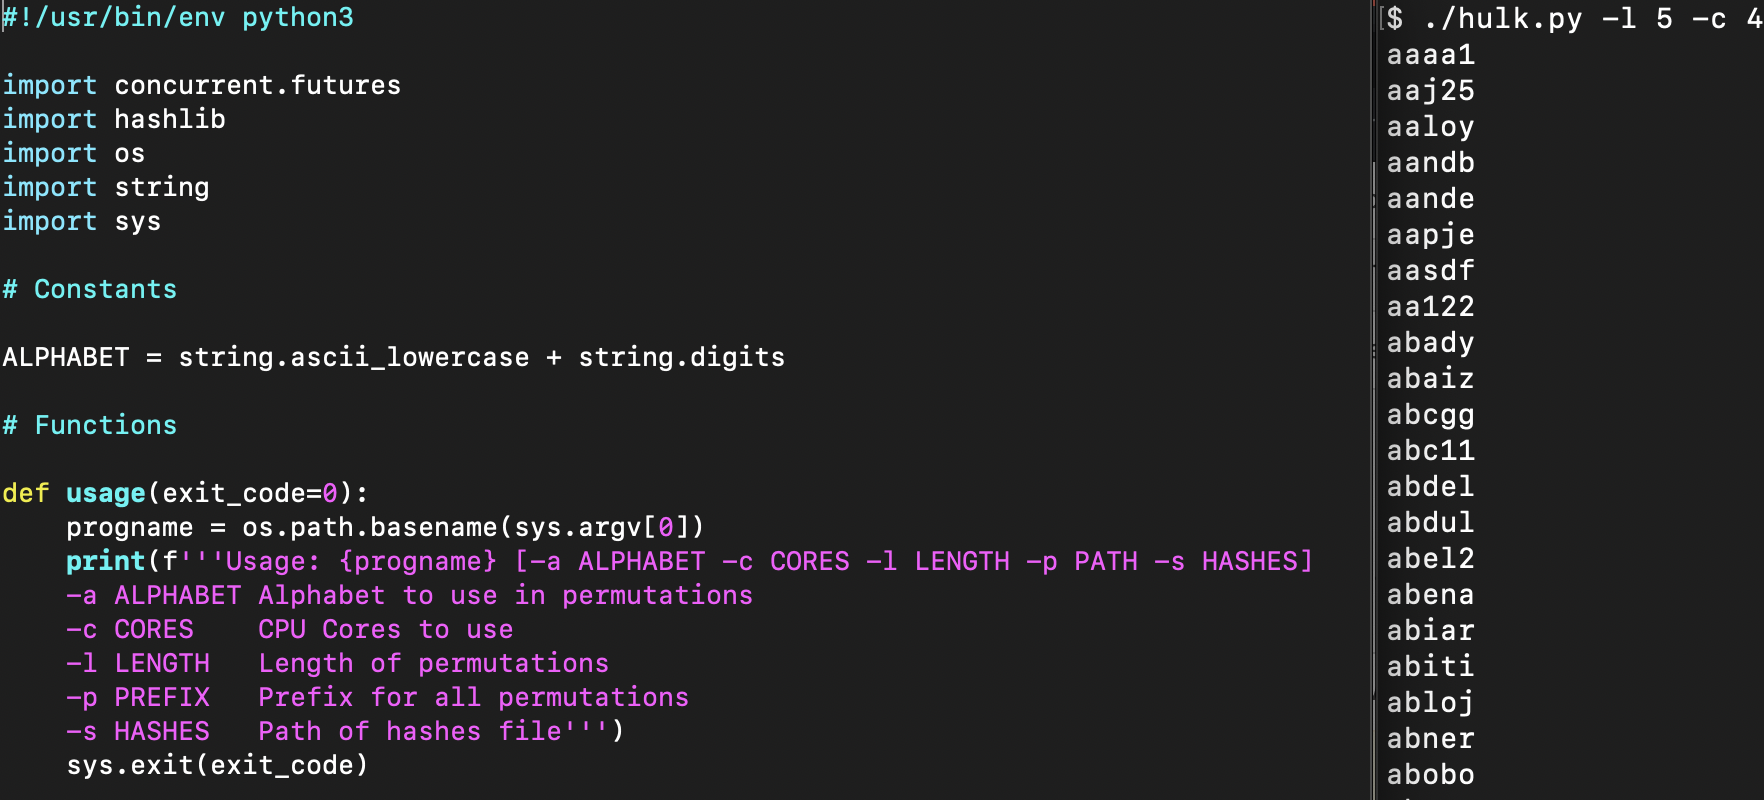 #!/usr/bin/env python3
import concurrent.futures
import hashlib
import os
import string
import sys
# Constants
ALPHABET = string.ascii_lowercase + string.digits
# Functions
def usage(exit_code=0):
    progname = os.path.basename(sys.argv[0])
    print(f'''Usage: {progname} [-a ALPHABET -c CORES -l LENGTH -p PATH -s HASHES]
    -a ALPHABET Alphabet to use in permutations
    -c CORES    CPU Cores to use
    -l LENGTH   Length of permutations
    -p PREFIX   Prefix for all permutations
    -s HASHES   Path of hashes file''')
    sys.exit(exit_code)
[$ ./hulk.py -l 5 -c 4
aaaa1
aaj25
aaloy
aandb
aande
aapje
aasdf
aa122
abady
abaiz
abcgg
abc11
abdel
abdul
abel2
abena
abiar
abiti
abloj
abner
abobo